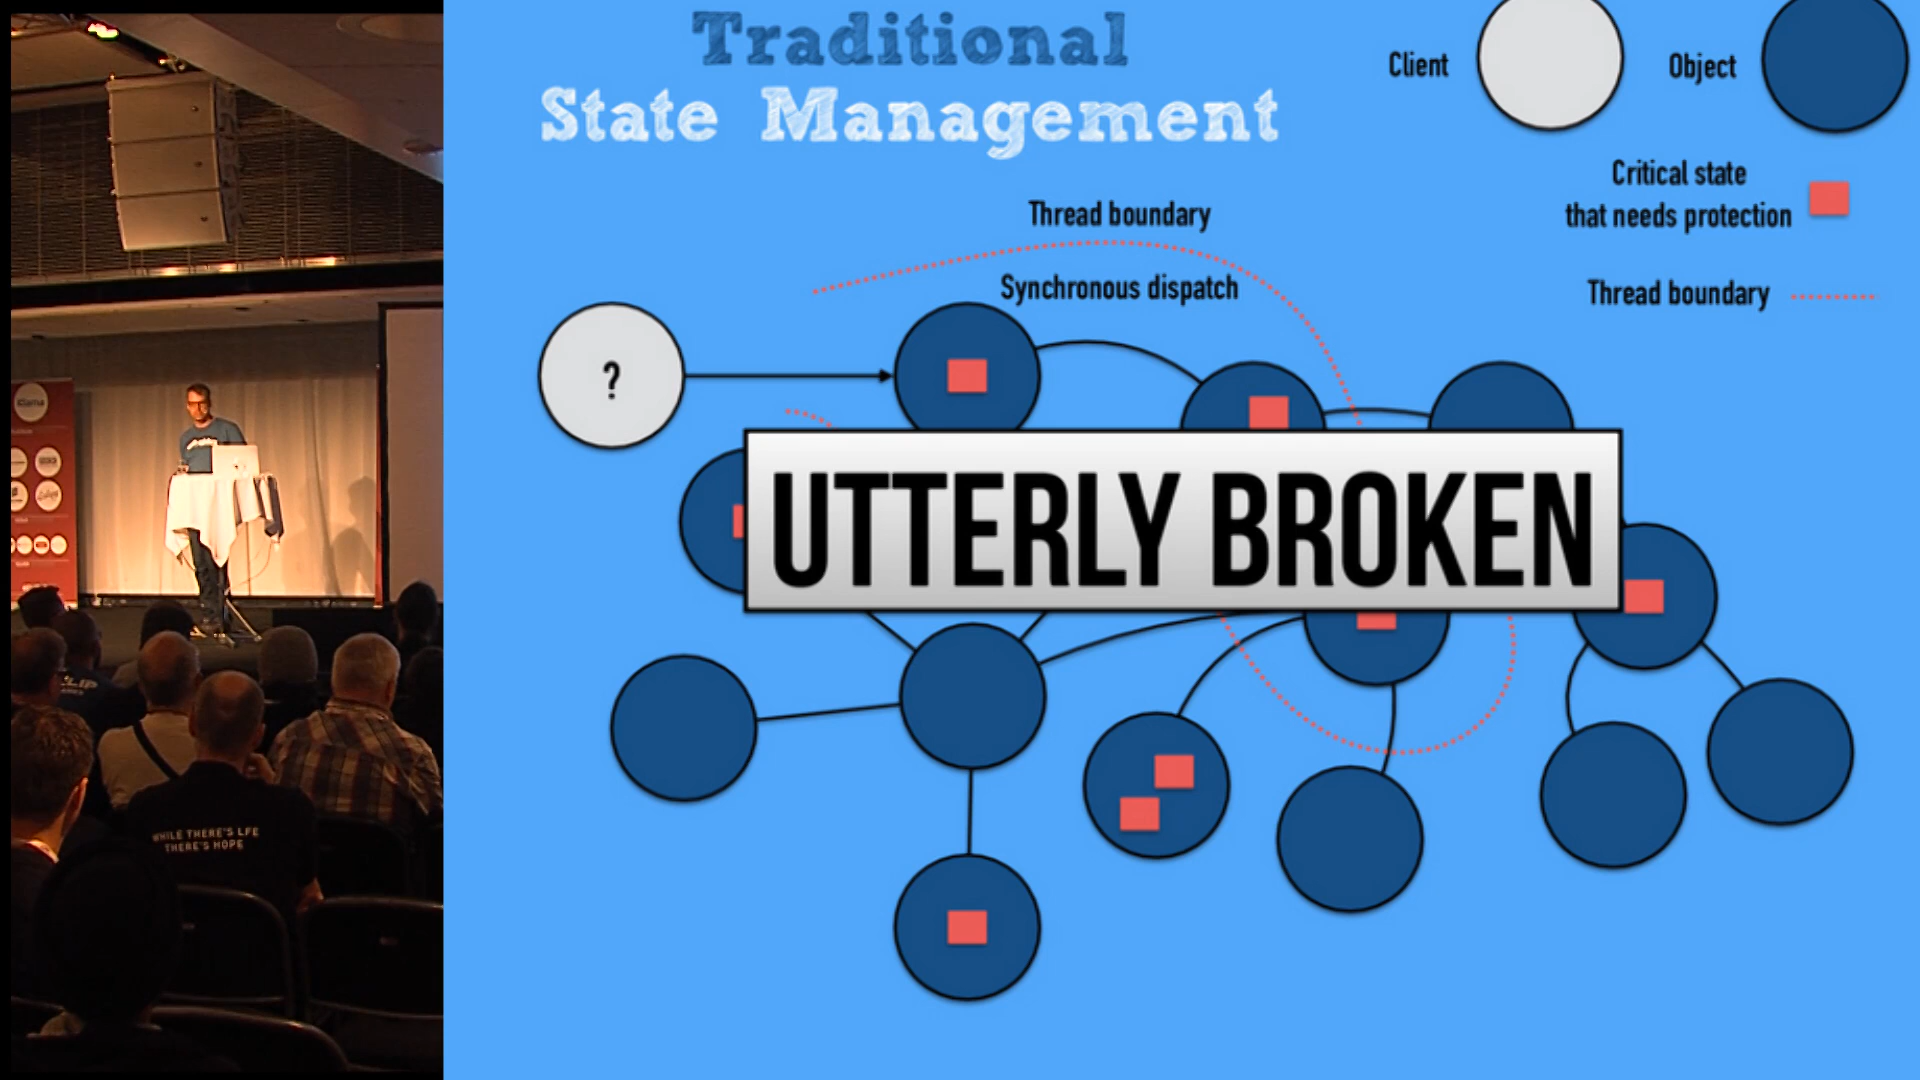 Traditional
State Management
Client
Object
Critical state
that needs protection
Thread boundary
Thread boundary
Synchronous dispatch
?
UTTERLY BROKEN
WHILE THERE'S LFE
THERE'S HOPE